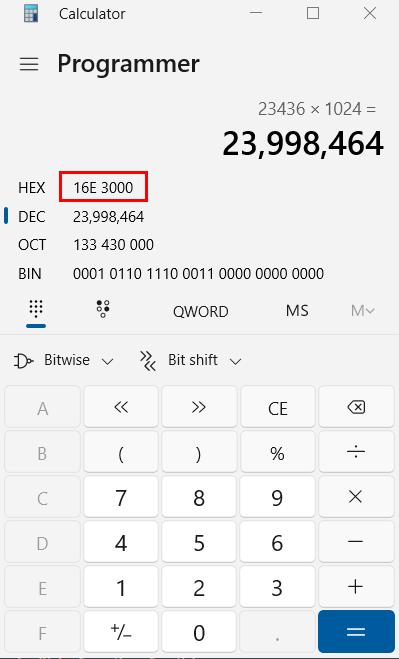 Calculator
Programmer
23436 × 1024 =
23,998,464
HEX 16E 3000
DEC 23,998,464
OCT 133 430 000
BIN 0001 0110 1110 0011 0000 0000 0000
QWORD MS M
Bitwise Bit shift
A << >> CE
B ( ) % ÷
C 7 8 9 ×
D 4 5 6 −
E 1 2 3 +
F +/− 0 . =